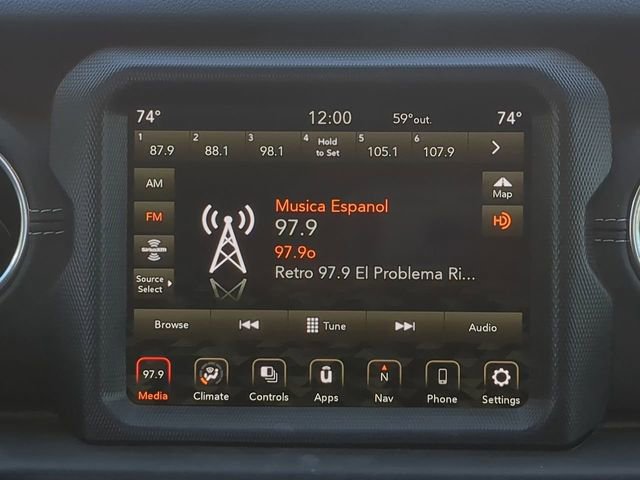 74° 12:00 59°out. 74°
1 87.9 2 88.1 3 98.1 4 Hold to Set 5 105.1 6 107.9
AM
FM
SiriusXM
Source
Select
Musica Espanol
97.9
97.9o
Retro 97.9 El Problema Ri...
Map
HD
Browse Tune Audio
97.9 N
Media Climate Controls Apps Nav Phone Settings